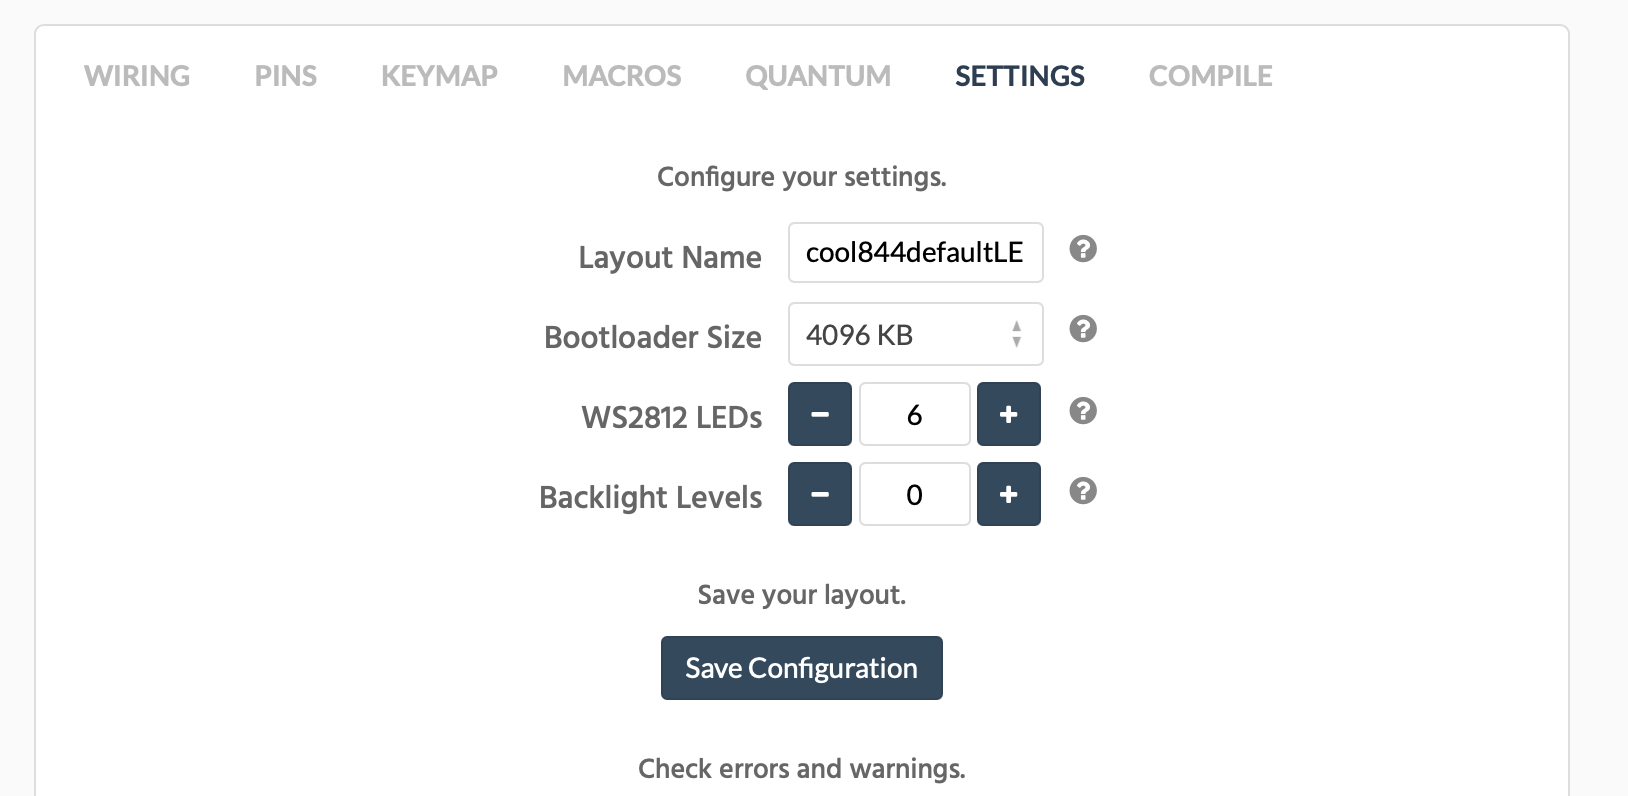 WIRING PINS KEYMAP MACROS QUANTUM SETTINGS COMPILE
Configure your settings.
Layout Name cool844defaultLE ?
Bootloader Size 4096 KB ?
WS2812 LEDs − 6 + ?
Backlight Levels − 0 + ?
Save your layout.
Save Configuration
Check errors and warnings.